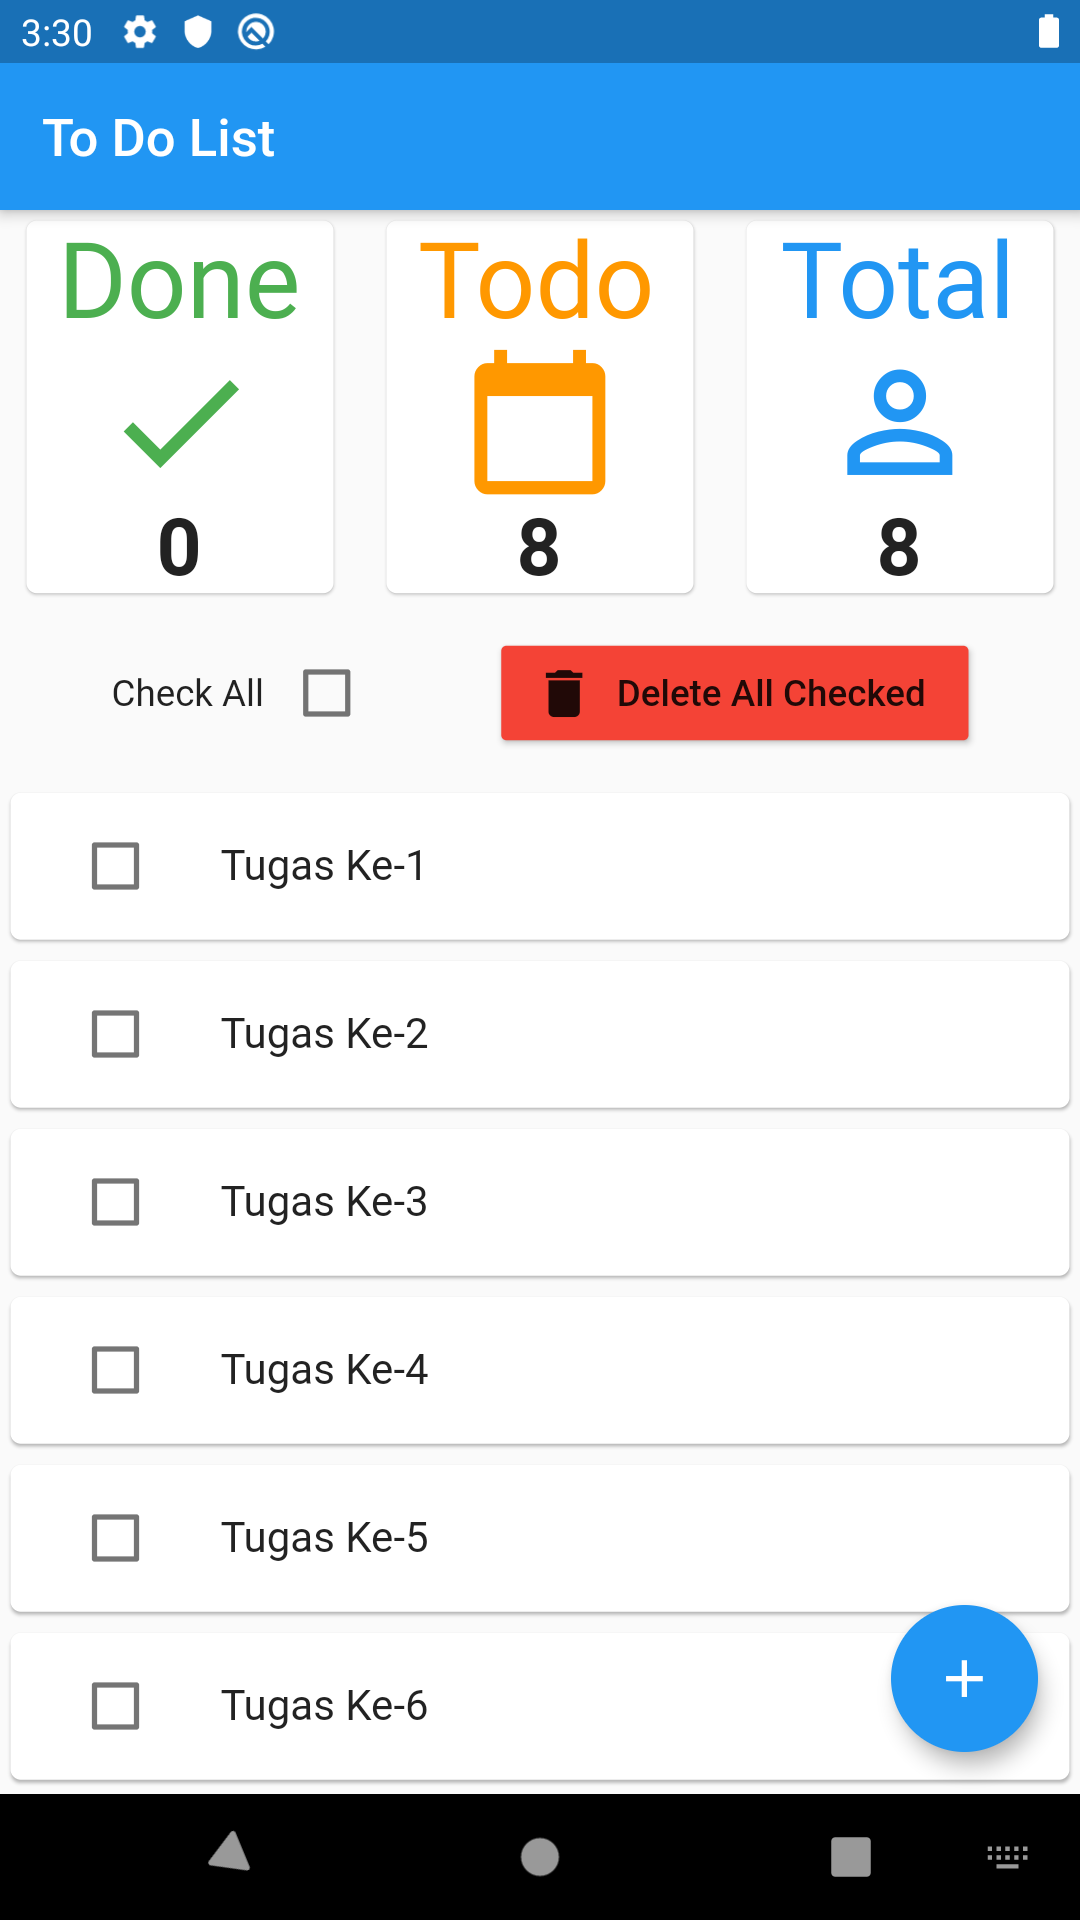 3:30
To Do List
Done Todo Total
0 8 8
Check All Delete All Checked
Tugas Ke-1
Tugas Ke-2
Tugas Ke-3
Tugas Ke-4
Tugas Ke-5
Tugas Ke-6